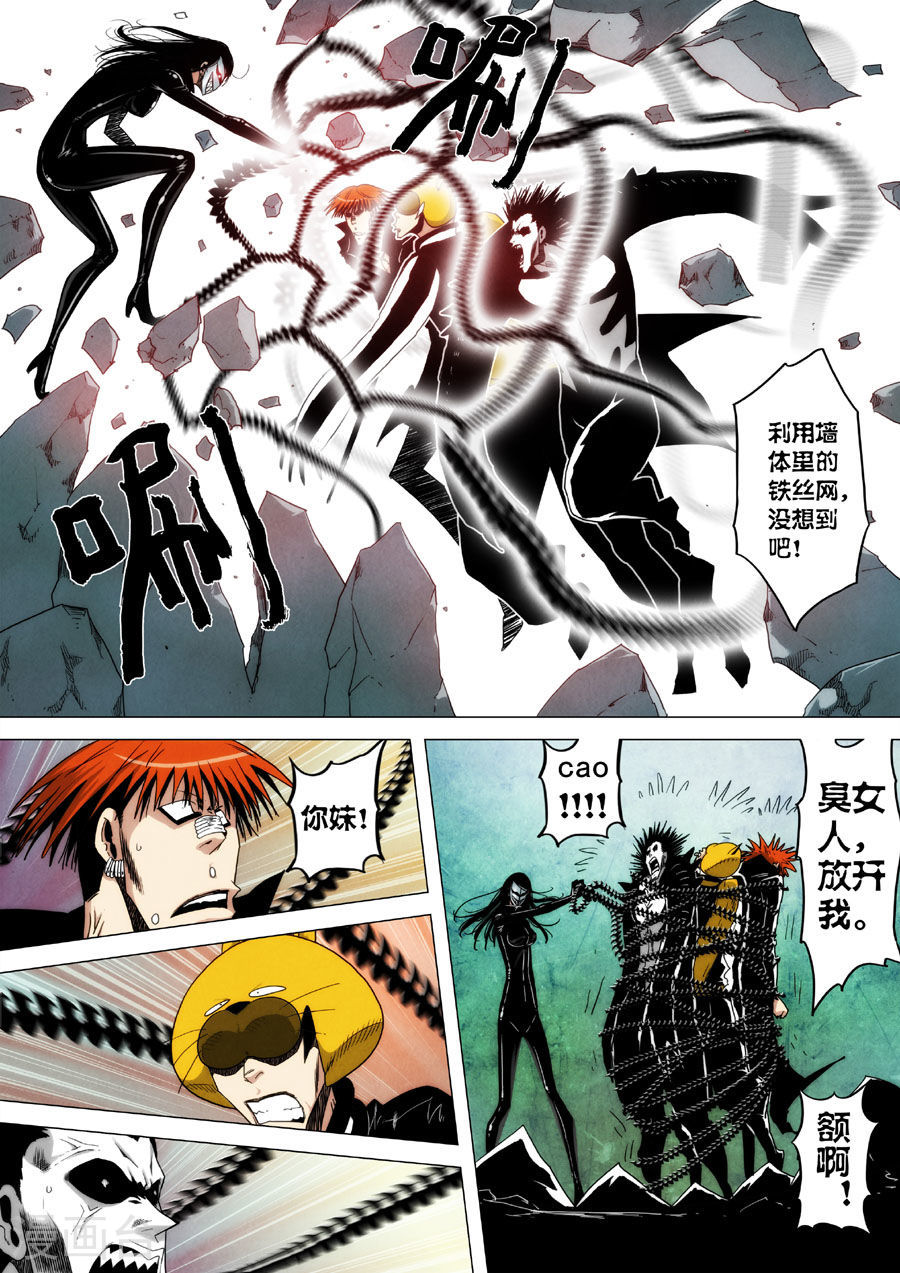 唰
唰
利用墙
体里的
铁丝网，
没想到
吧！
你妹！
cao
!!!!
臭女
人，
放开
我。
额
啊！
漫画台